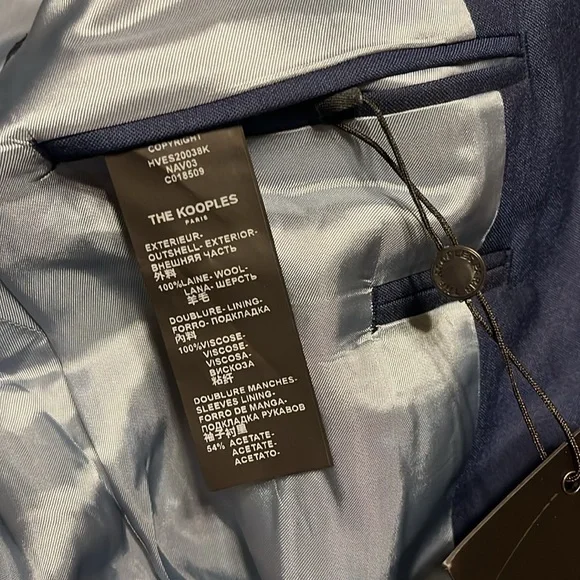 COPYRIGHT
HVES20038K
NAV03
C018509
THE KOOPLES
PARIS
EXTERIEUR-
OUTSHELL- EXTERIOR-
ВНЕШНЯЯ ЧАСТЬ
外料
100%LAINE- WOOL-
LANA- ШЕРСТЬ
羊毛
DOUBLURE- LINING-
FORRO- ПОДКЛАДКА
內料
100%VISCOSE-
VISCOSE-
VISCOSA-
ВИСКОЗА
粘纤
DOUBLURE MANCHES-
SLEEVES LINING-
FORRO DE MANGA-
ПОДКЛАДКА РУКАВОВ
袖子衬里
54% ACETATE-
ACETATE-
ACETATO-